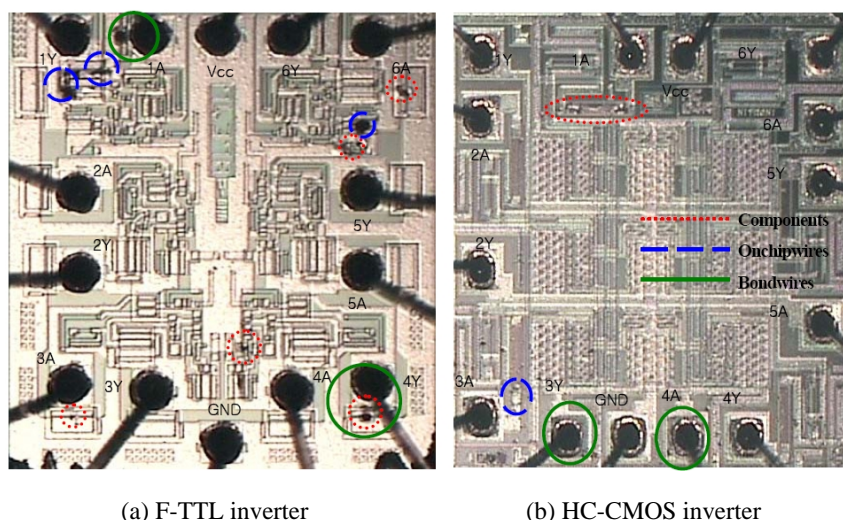 1Y
1A
Vcc
6Y
6A
2A
5Y
2Y
5A
3A
3Y
4A
4Y
GND
1Y
1A
6Y
Vcc
6A
2A
5Y
Components
2Y
Onchipwires
Bondwires
5A
3A
3Y
GND
4A
4Y
(a) F-TTL inverter
(b) HC-CMOS inverter